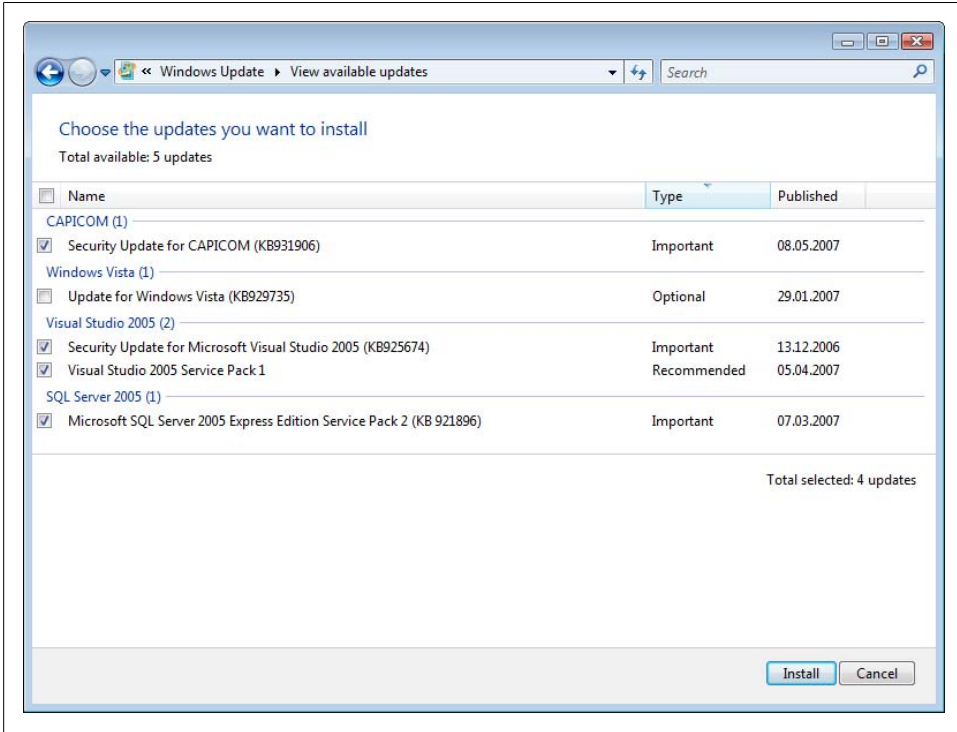 « Windows Update ▸ View available updates Search
Choose the updates you want to install
Total available: 5 updates
Name Type Published
CAPICOM (1)
Security Update for CAPICOM (KB931906) Important 08.05.2007
Windows Vista (1)
Update for Windows Vista (KB929735) Optional 29.01.2007
Visual Studio 2005 (2)
Security Update for Microsoft Visual Studio 2005 (KB925674) Important 13.12.2006
Visual Studio 2005 Service Pack 1 Recommended 05.04.2007
SQL Server 2005 (1)
Microsoft SQL Server 2005 Express Edition Service Pack 2 (KB 921896) Important 07.03.2007
Total selected: 4 updates
Install Cancel